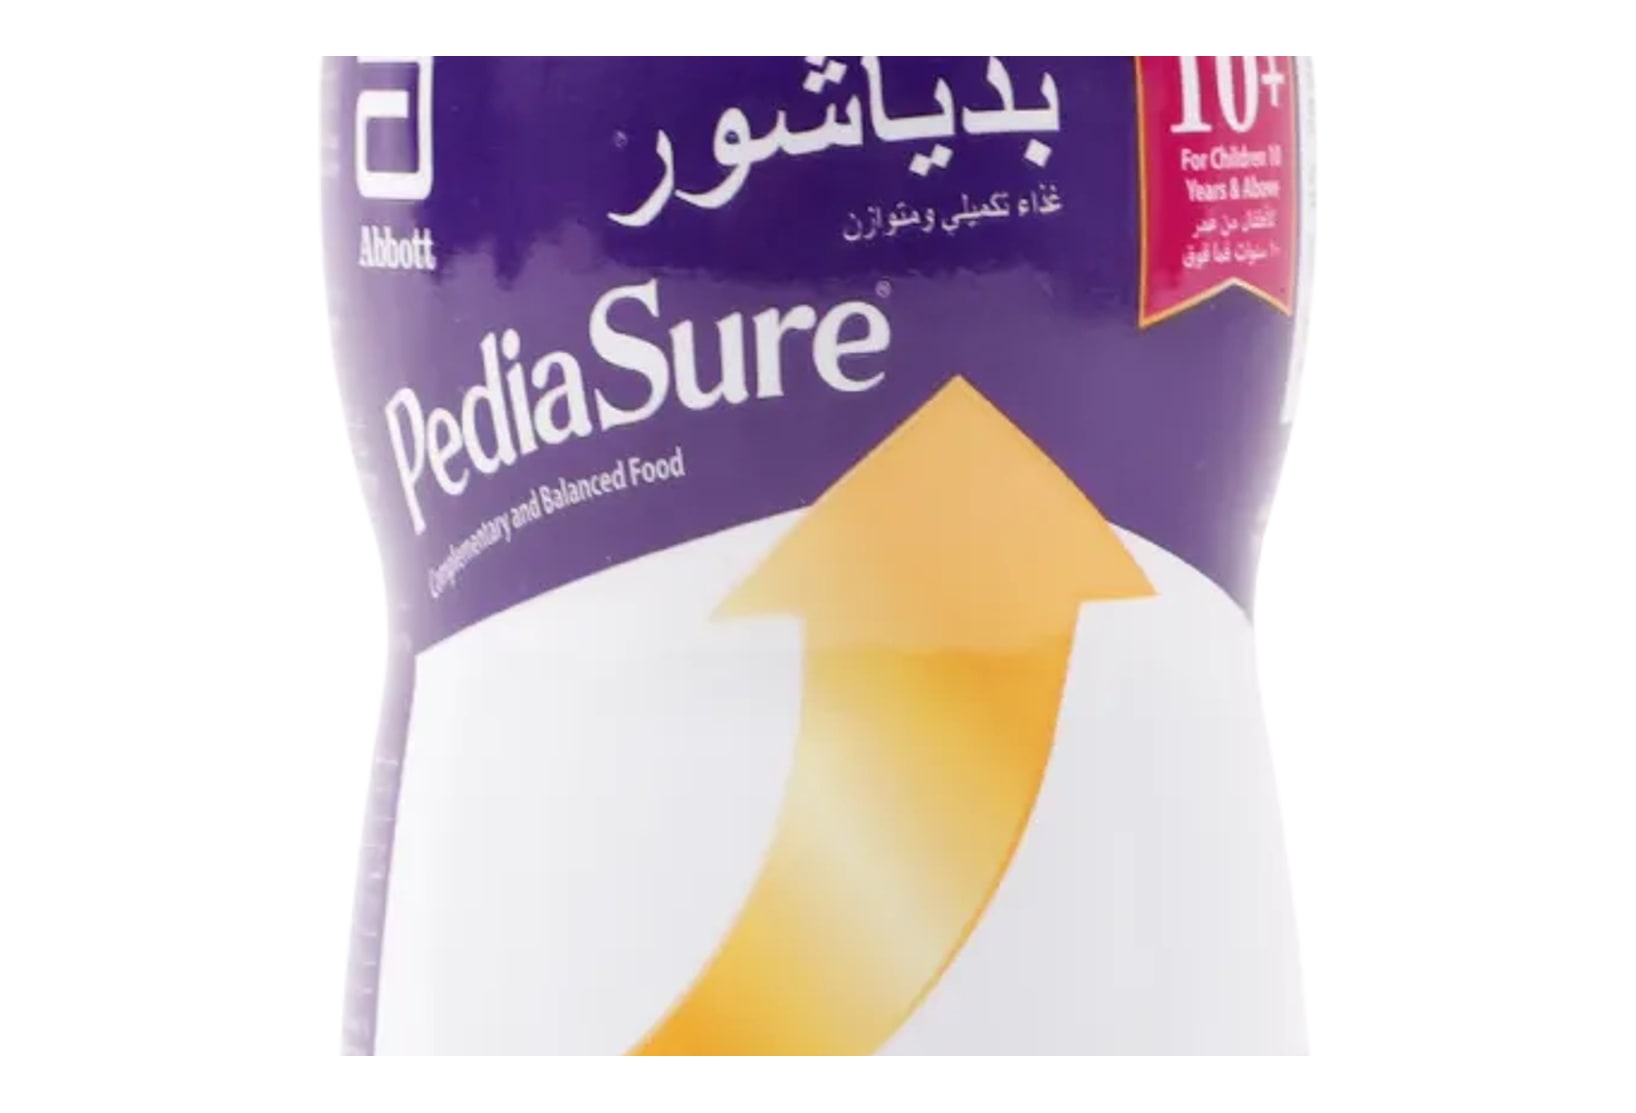 بدياشور
غذاء تكميلي ومتوازن
10+
For Children 10
Years & Above
للأطفال من عمر
١٠ سنوات فما فوق
Abbott
PediaSure®
Complementary and Balanced Food